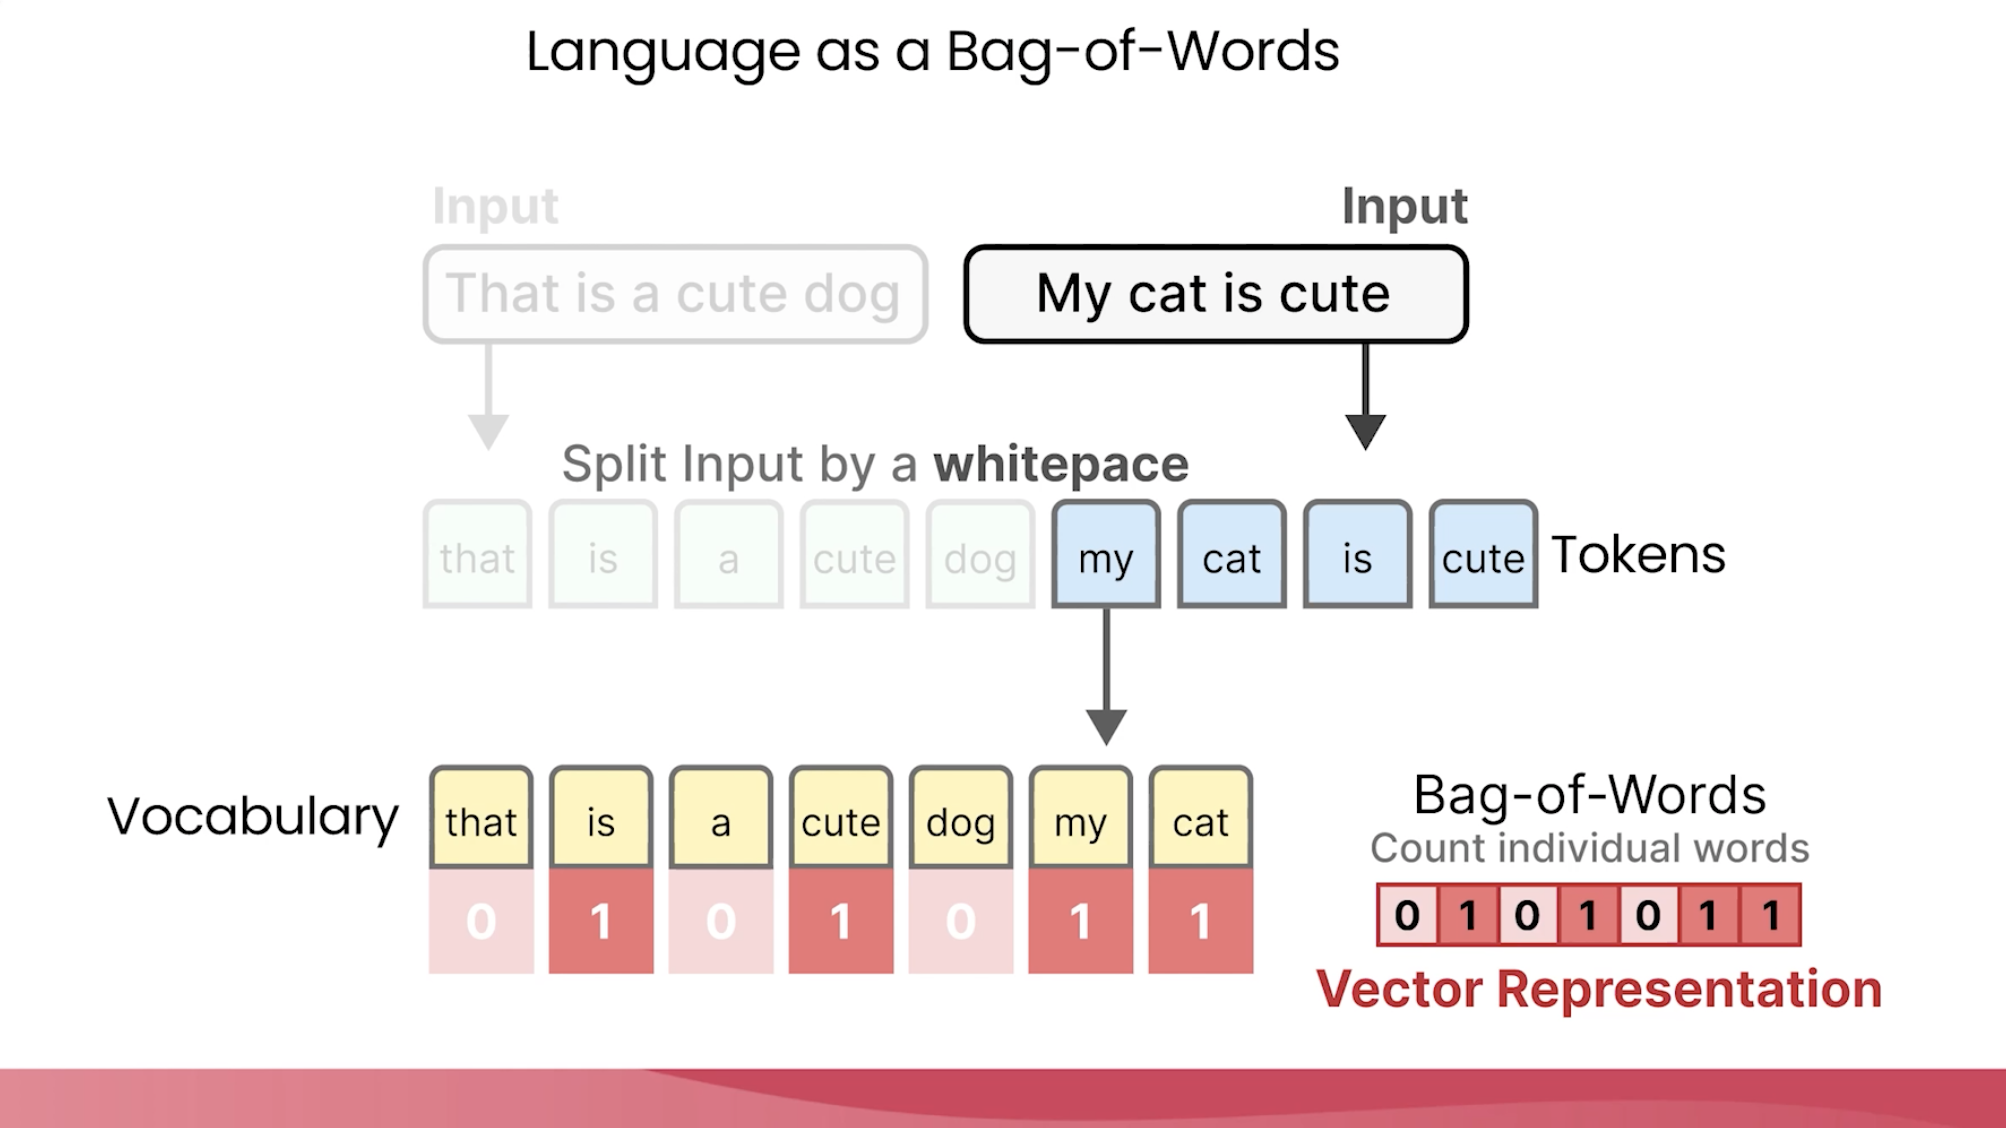 Language as a Bag-of-Words
Input
Input
That is a cute dog
My cat is cute
Split Input by a whitepace
that is a cute dog my cat is cute Tokens
Vocabulary that is a cute dog my cat
0 1 0 1 0 1 1
Bag-of-Words
Count individual words
0 1 0 1 0 1 1
Vector Representation